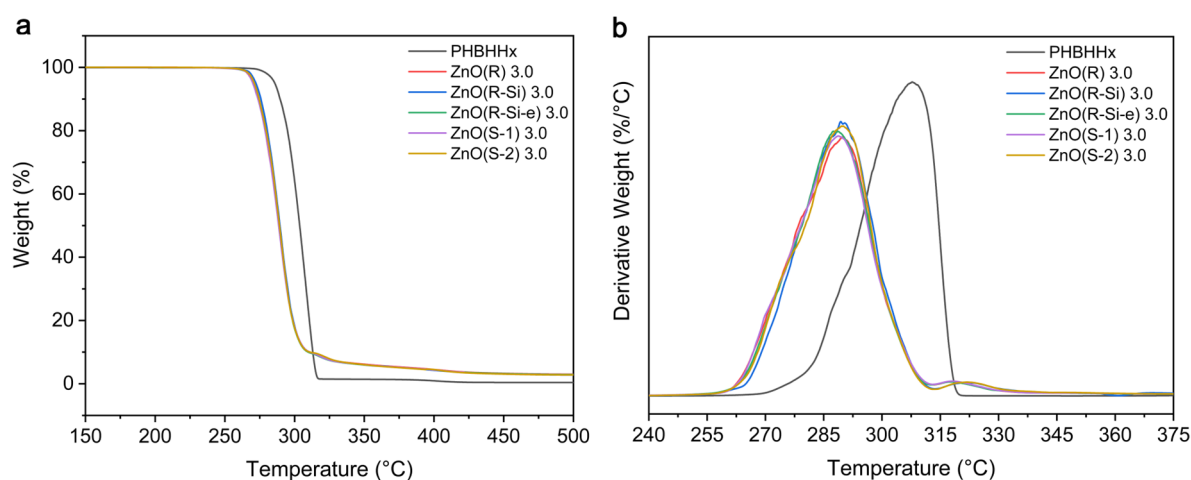 a
Weight (%)
100
80
60
40
20
0
PHBHHx
ZnO(R) 3.0
ZnO(R-Si) 3.0
ZnO(R-Si-e) 3.0
ZnO(S-1) 3.0
ZnO(S-2) 3.0
150 200 250 300 350 400 450 500
Temperature (°C)
b
Derivative Weight (%/°C)
PHBHHx
ZnO(R) 3.0
ZnO(R-Si) 3.0
ZnO(R-Si-e) 3.0
ZnO(S-1) 3.0
ZnO(S-2) 3.0
240 255 270 285 300 315 330 345 360 375
Temperature (°C)